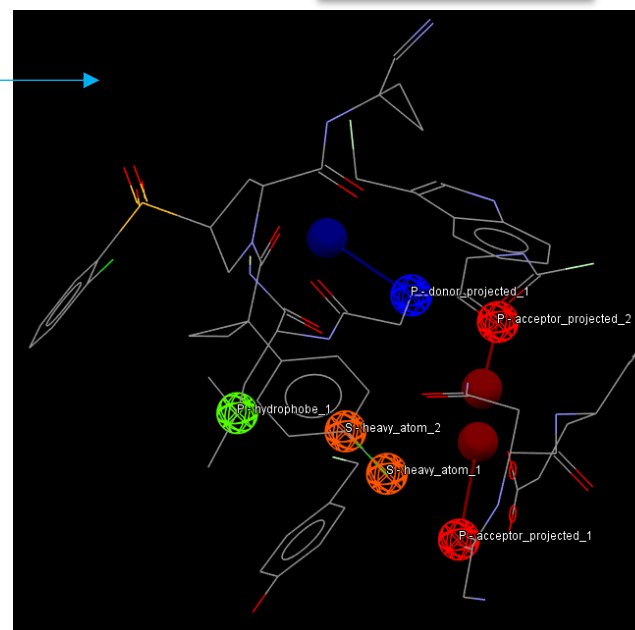 P - donor_projected_1
P - acceptor_projected_2
P - hydrophobe_1
S - heavy_atom_2
S - heavy_atom_1
P - acceptor_projected_1